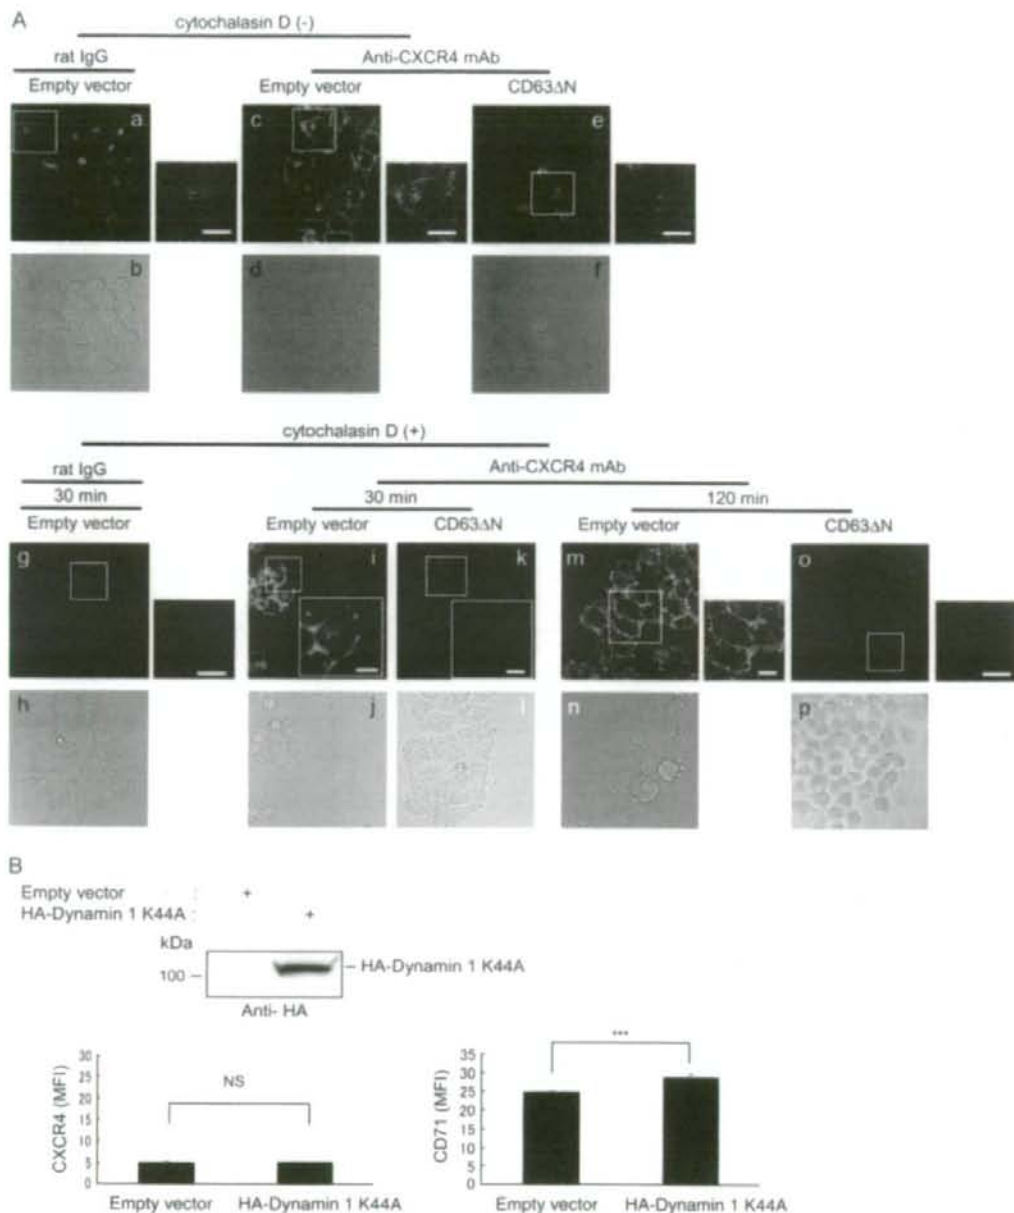 A
cytochalasin D (-)
rat IgG
Anti-CXCR4 mAb
Empty vector
Empty vector
CD63ΔN
a
c
e
b
d
f
cytochalasin D (+)
rat IgG
Anti-CXCR4 mAb
30 min
30 min
120 min
Empty vector
Empty vector
CD63ΔN
Empty vector
CD63ΔN
g
i
k
m
o
h
j
l
n
p
B
Empty vector : - +
HA-Dynamin 1 K44A : +
kDa
100
HA-Dynamin 1 K44A
Anti- HA
CXCR4 (MFI)
30
25
20
15
10
5
0
NS
Empty vector
HA-Dynamin 1 K44A
CD71 (MFI)
35
30
25
20
15
10
5
0
***
Empty vector
HA-Dynamin 1 K44A